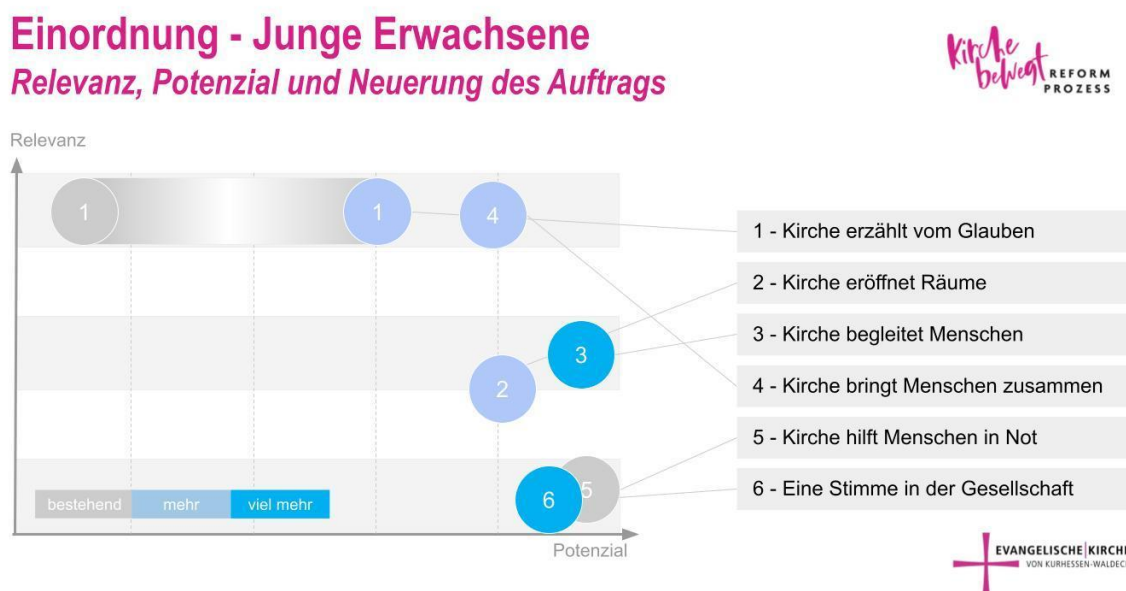 Einordnung - Junge Erwachsene
Relevanz, Potenzial und Neuerung des Auftrags
Kirche
bewegt REFORM
PROZESS
Relevanz
1
1
4
1 - Kirche erzählt vom Glauben
2 - Kirche eröffnet Räume
3
3 - Kirche begleitet Menschen
2
4 - Kirche bringt Menschen zusammen
5 - Kirche hilft Menschen in Not
6
5
6 - Eine Stimme in der Gesellschaft
bestehend mehr viel mehr
Potenzial
EVANGELISCHE KIRCHE
VON KURHESSEN-WALDECK